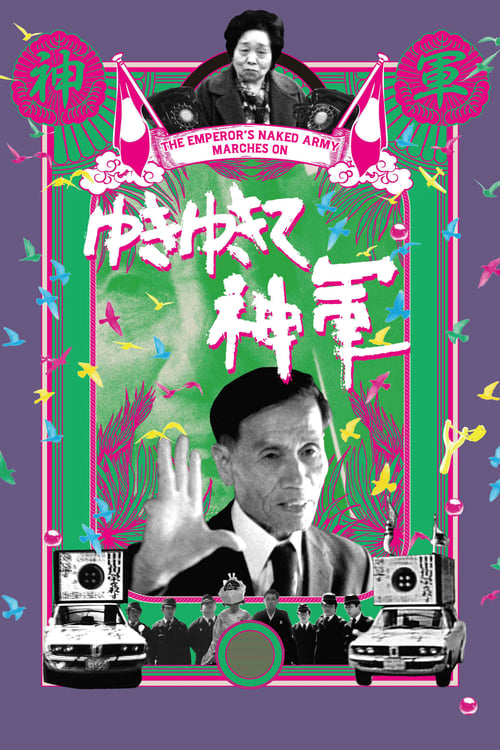 神
軍
THE EMPEROR'S NAKED ARMY
MARCHES ON
ゆきゆきて
神軍